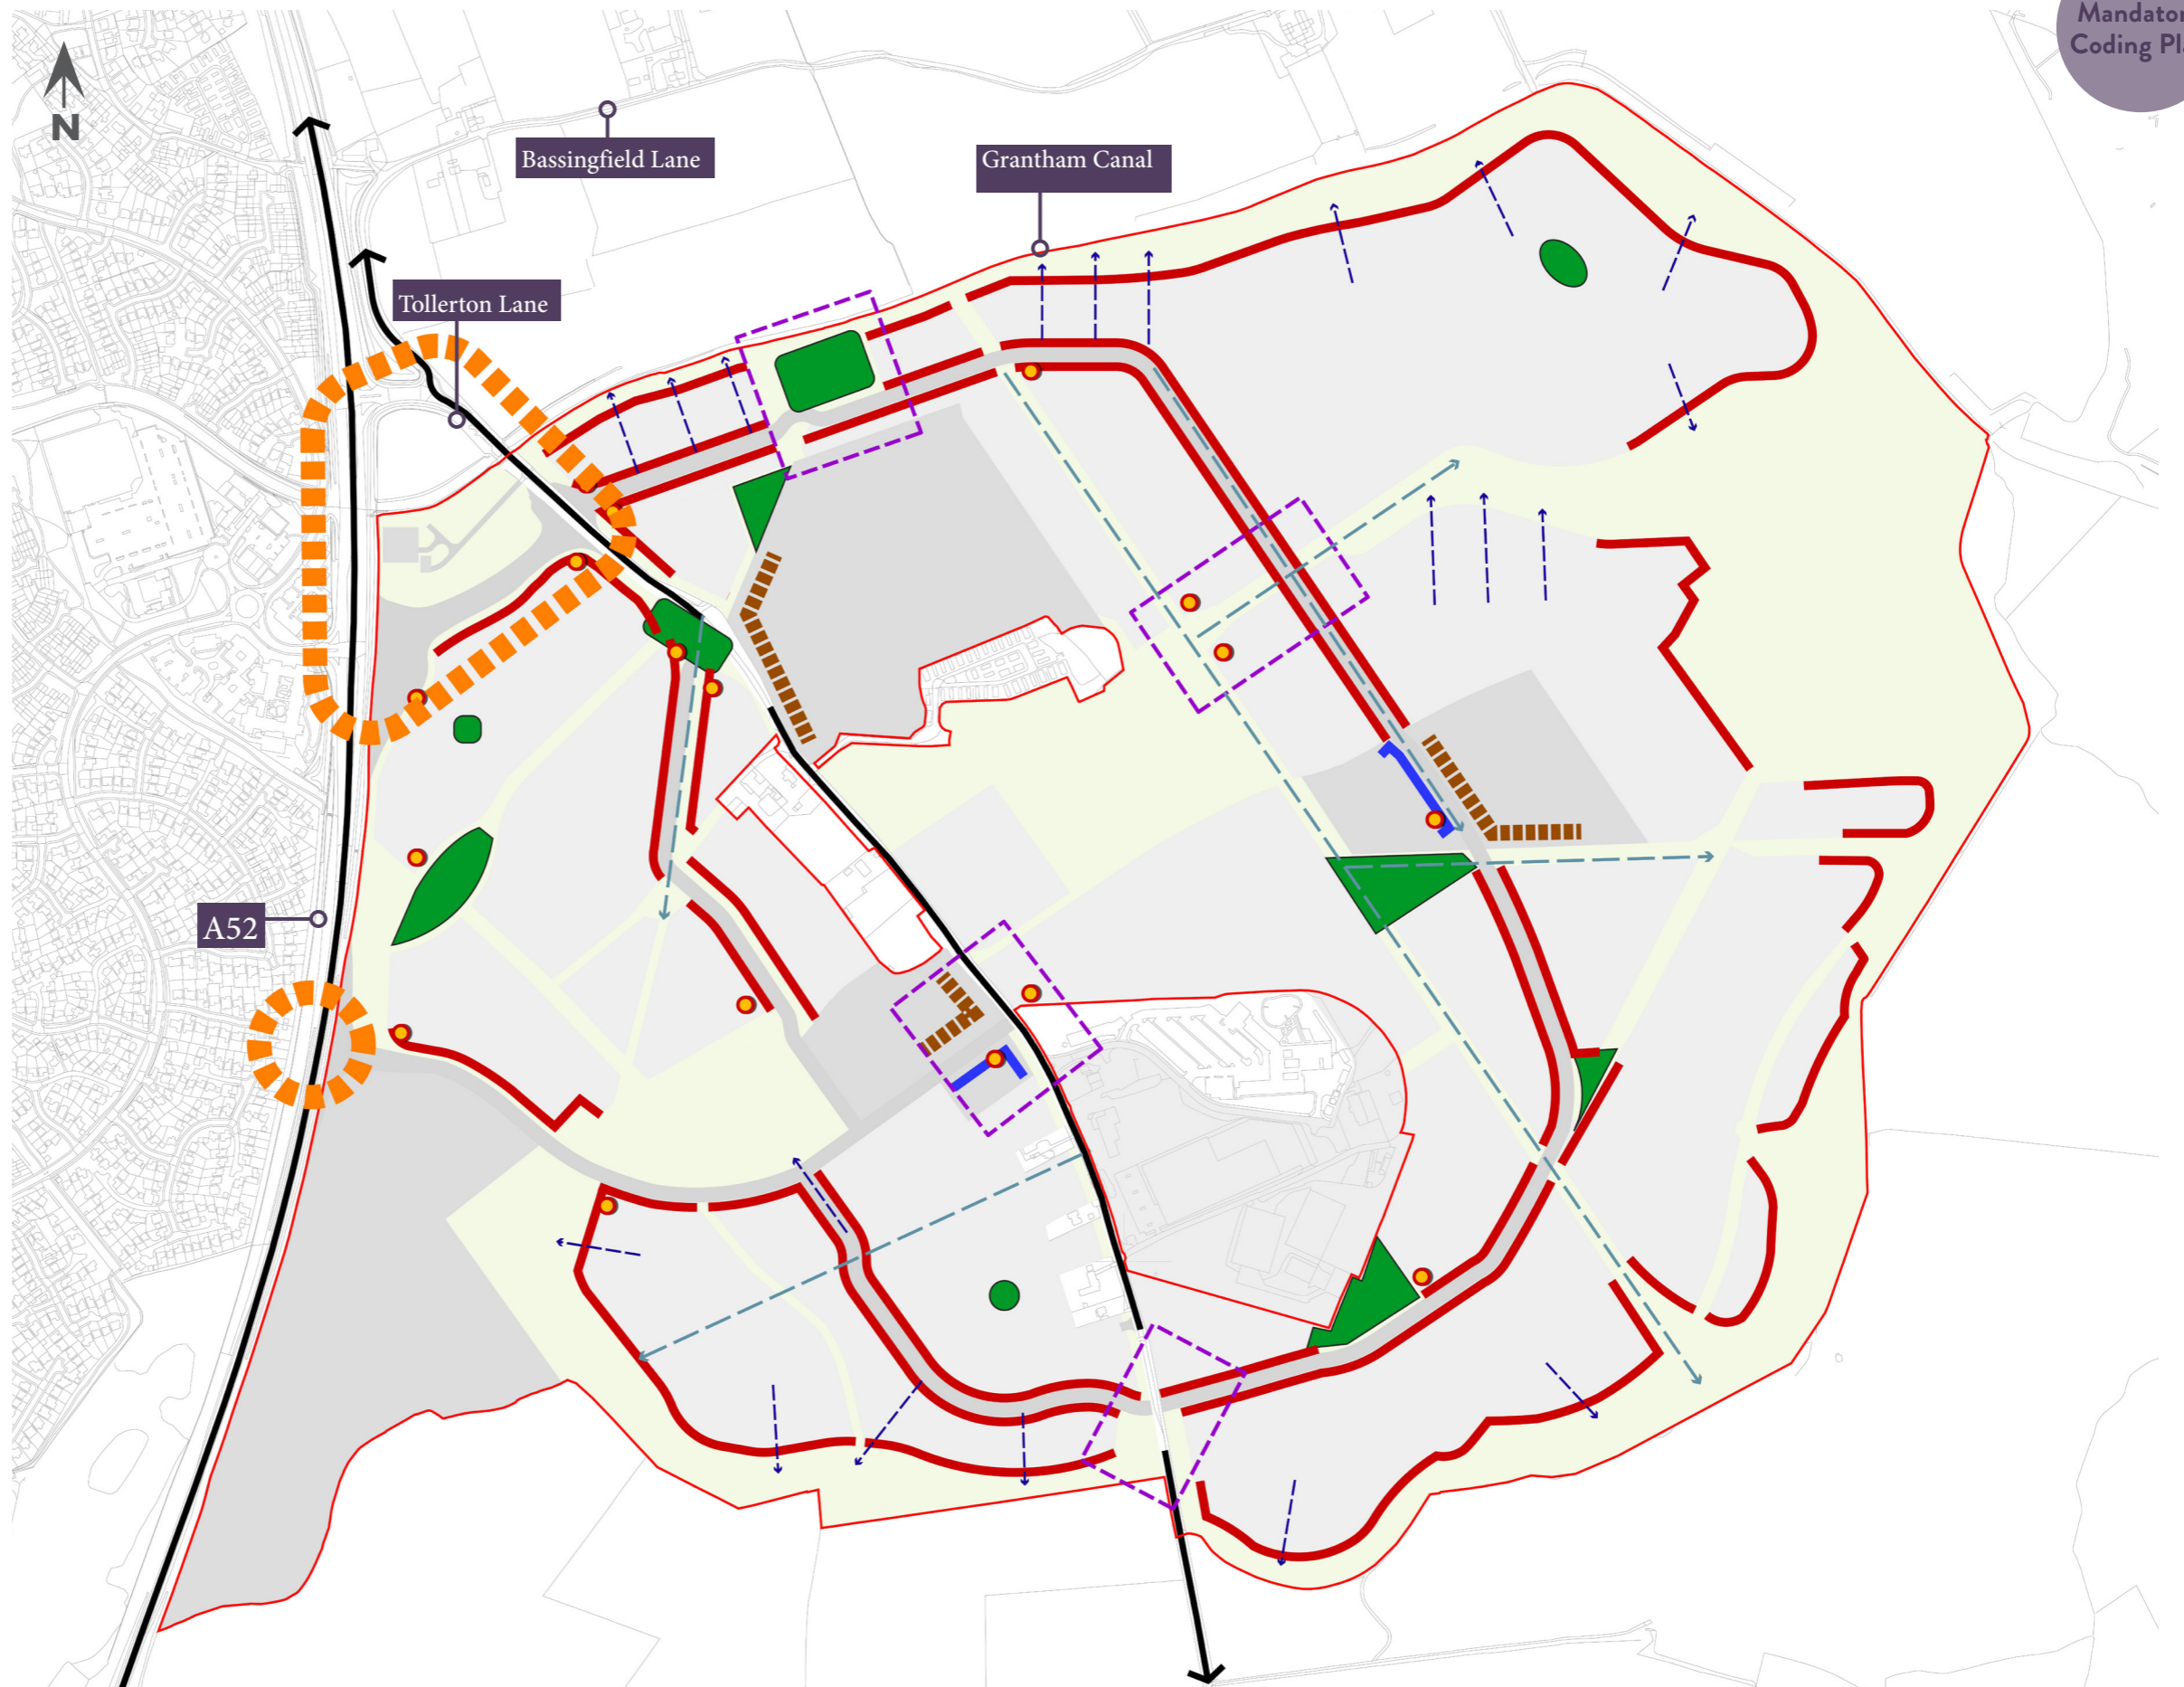 Mandator
Coding Pl
N
Bassingfield Lane
Grantham Canal
Tollerton Lane
A52